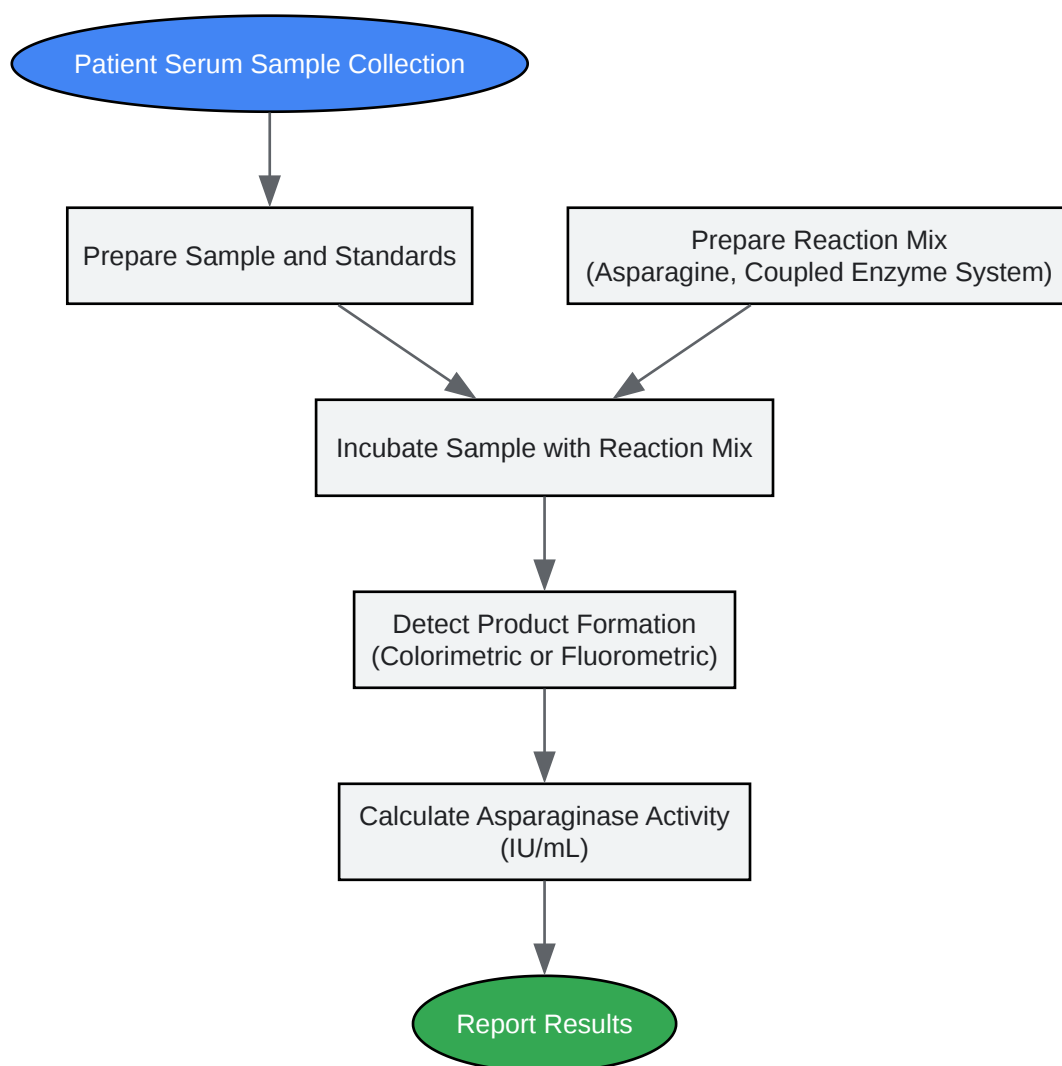 Patient Serum Sample Collection
Prepare Sample and Standards
Prepare Reaction Mix
(Asparagine, Coupled Enzyme System)
Incubate Sample with Reaction Mix
Detect Product Formation
(Colorimetric or Fluorometric)
Calculate Asparaginase Activity
(IU/mL)
Report Results